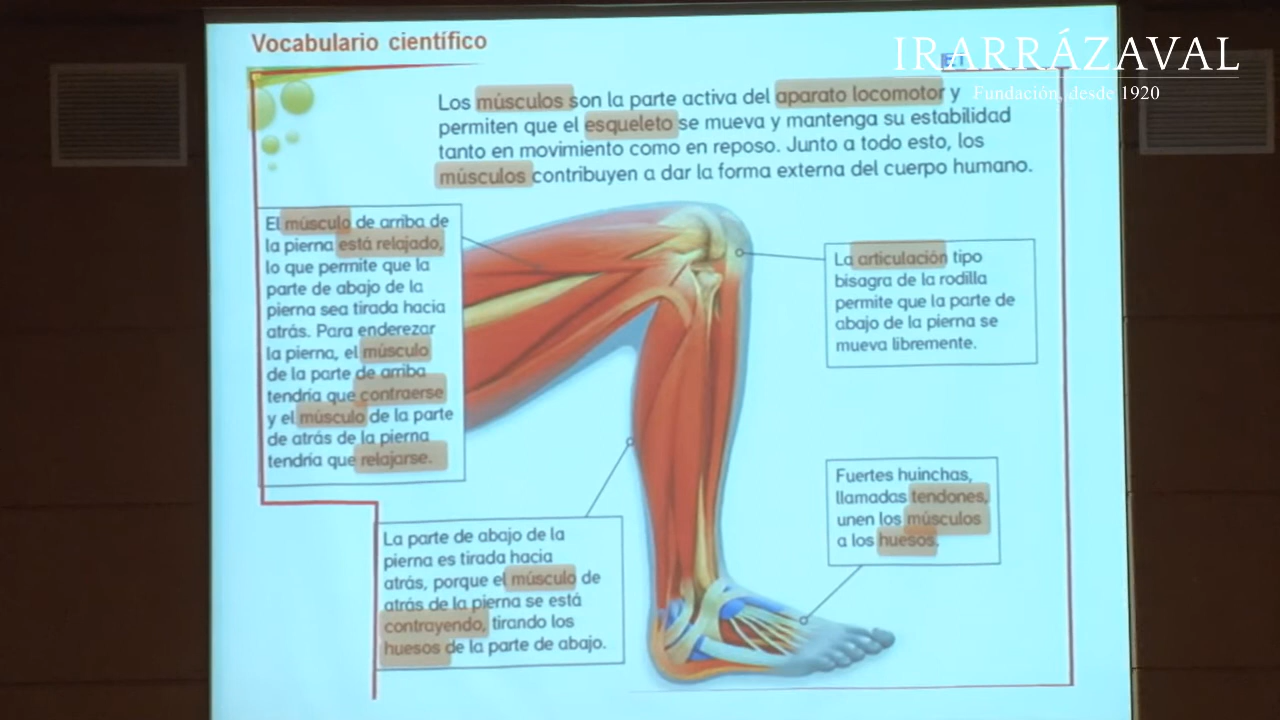 Vocabulario científico
IRARRÁZAVAL
Fundación, desde 1920
Los músculos son la parte activa del aparato locomotor y
permiten que el esqueleto se mueva y mantenga su estabilidad
tanto en movimiento como en reposo. Junto a todo esto, los
músculos contribuyen a dar la forma externa del cuerpo humano.
El músculo de arriba de
la pierna está relajado,
lo que permite que la
parte de abajo de la
pierna sea tirada hacia
atrás. Para enderezar
la pierna, el músculo
de la parte de arriba
tendría que contraerse
y el músculo de la parte
de atrás de la pierna
tendría que relajarse.
La articulación tipo
bisagra de la rodilla
permite que la parte de
abajo de la pierna se
mueva libremente.
Fuertes huinchas,
llamadas tendones,
unen los músculos
a los huesos.
La parte de abajo de la
pierna es tirada hacia
atrás, porque el músculo de
atrás de la pierna se está
contrayendo, tirando los
huesos de la parte de abajo.